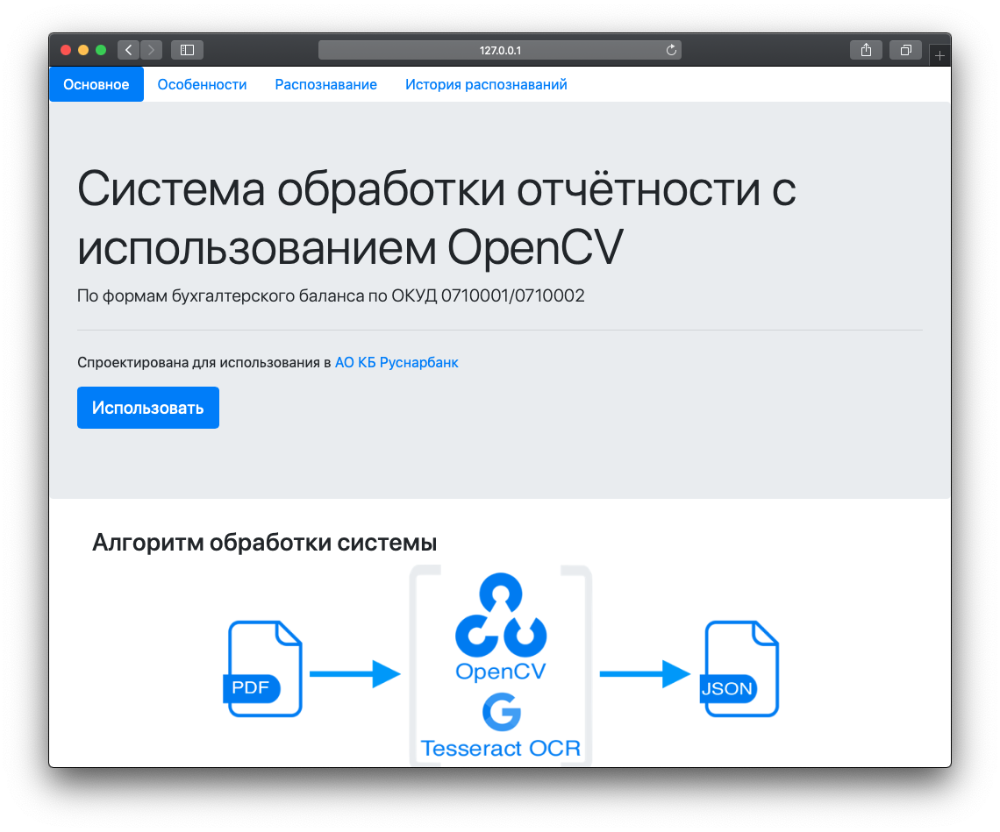 127.0.0.1
Основное Особенности Распознавание История распознаваний
Система обработки отчётности с
использованием OpenCV
По формам бухгалтерского баланса по ОКУД 0710001/0710002
Спроектирована для использования в АО КБ Руснарбанк
Использовать
Алгоритм обработки системы
PDF
OpenCV
Tesseract OCR
JSON